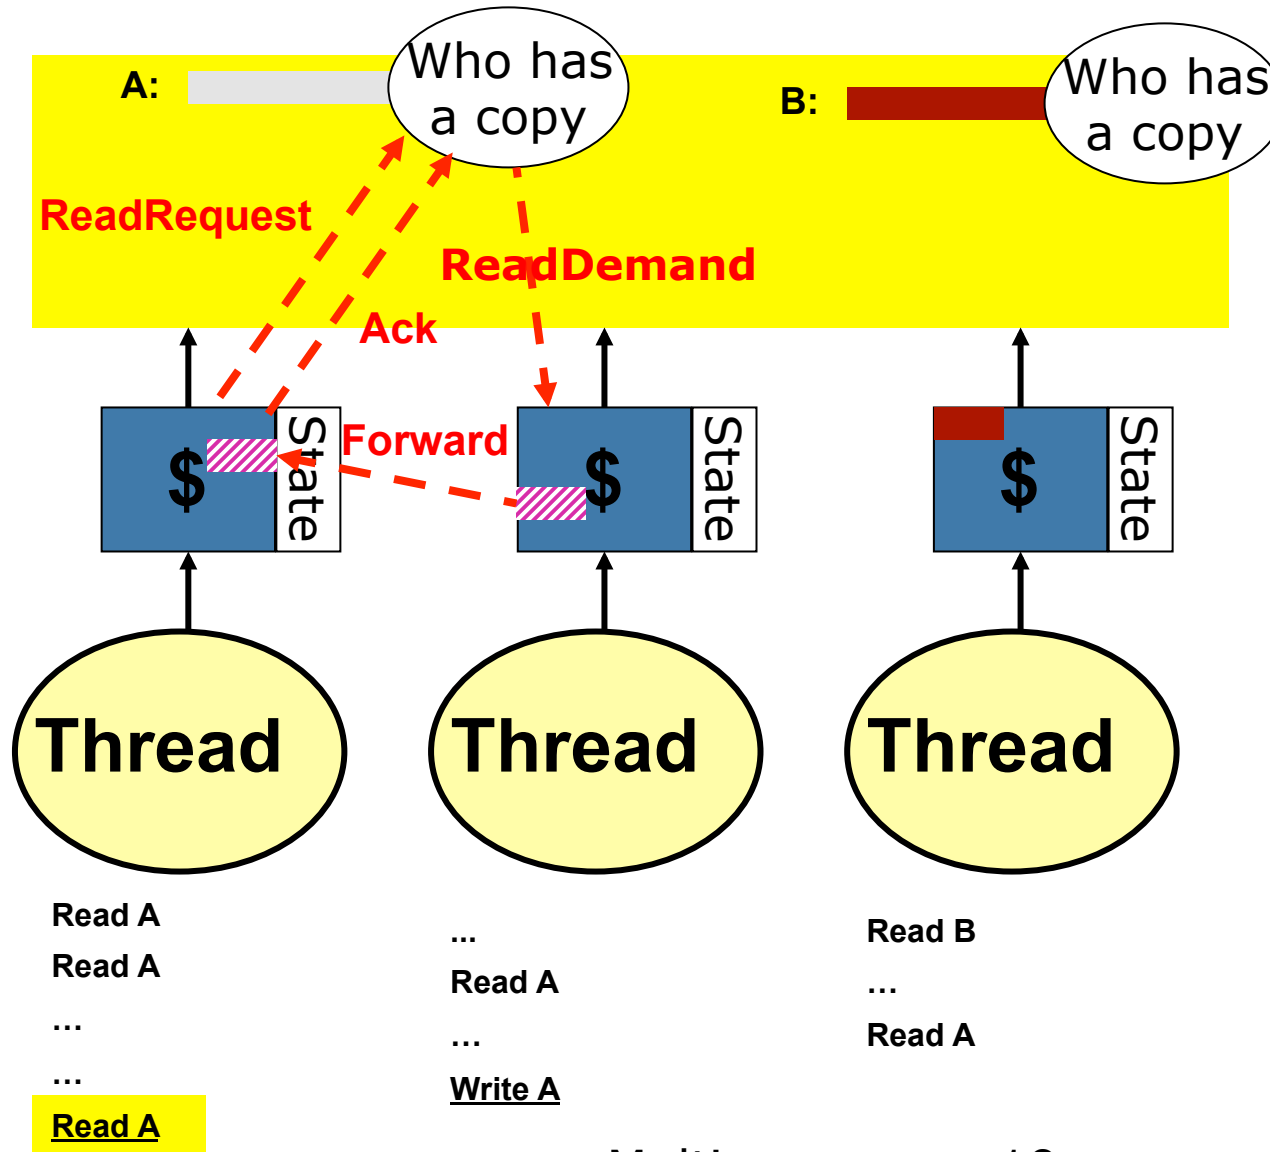 A:
Who has
a copy
B:
Who has
a copy
ReadRequest
ReadDemand
Ack
Forward
$
State
$
State
$
State
Thread
Thread
Thread
Read A
Read A
…
…
Read A
...
Read A
…
Write A
Read B
…
Read A